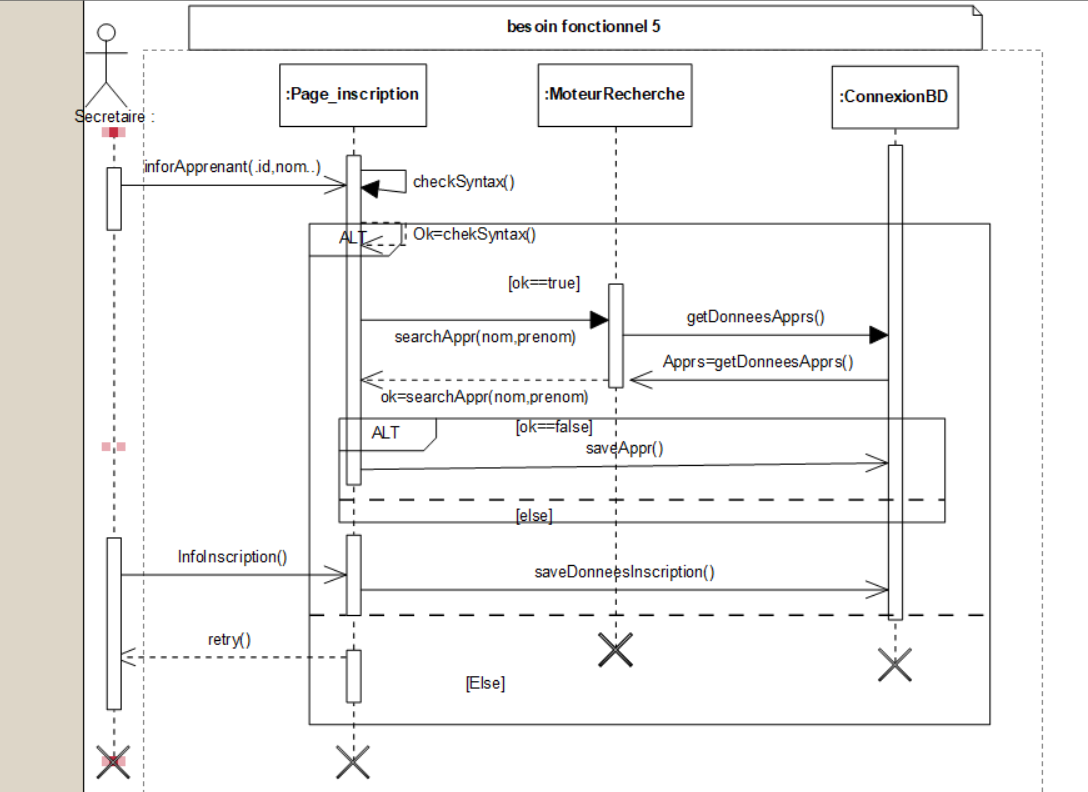 besoin fonctionnel 5
Secretaire :
:Page_inscription
:MoteurRecherche
:ConnexionBD
inforApprenant(.id,nom..)
checkSyntax()
ALT
Ok=chekSyntax()
[ok==true]
searchAppr(nom,prenom)
getDonneesApprs()
Apprs=getDonneesApprs()
ok=searchAppr(nom,prenom)
ALT
[ok==false]
saveAppr()
[else]
InfoInscription()
saveDonneesInscription()
retry()
[Else]